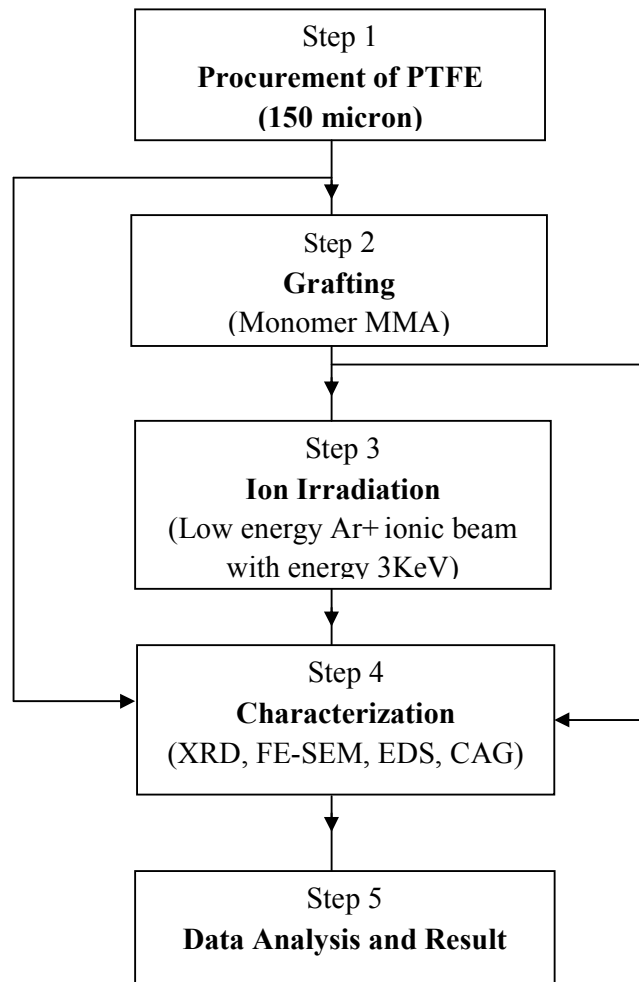 Step 1
Procurement of PTFE
(150 micron)
Step 2
Grafting
(Monomer MMA)
Step 3
Ion Irradiation
(Low energy Ar+ ionic beam
with energy 3KeV)
Step 4
Characterization
(XRD, FE-SEM, EDS, CAG)
Step 5
Data Analysis and Result